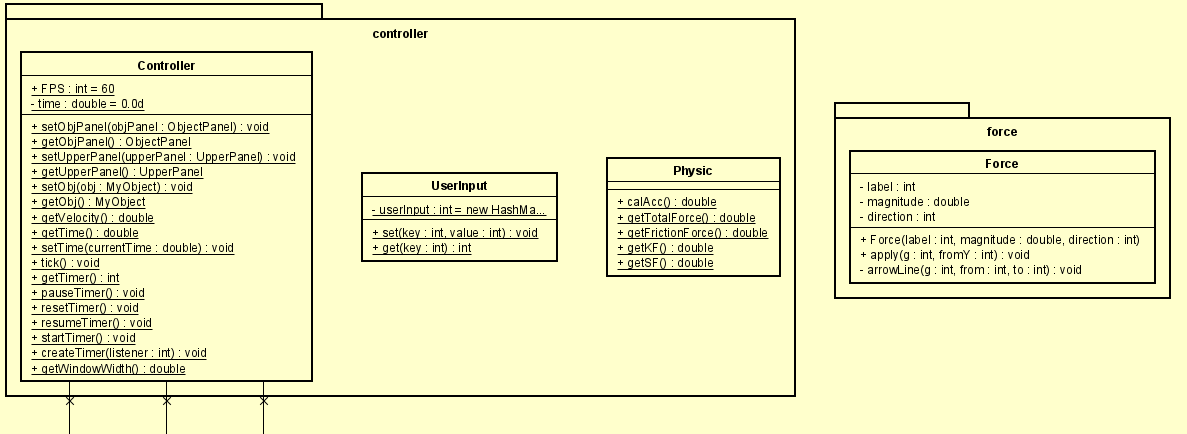 controller
Controller
+ FPS : int = 60
- time : double = 0.0d
+ setObjPanel(objPanel : ObjectPanel) : void
+ getObjPanel() : ObjectPanel
+ setUpperPanel(upperPanel : UpperPanel) : void
+ getUpperPanel() : UpperPanel
+ setObj(obj : MyObject) : void
+ getObj() : MyObject
+ getVelocity() : double
+ getTime() : double
+ setTime(currentTime : double) : void
+ tick() : void
+ getTimer() : int
+ pauseTimer() : void
+ resetTimer() : void
+ resumeTimer() : void
+ startTimer() : void
+ createTimer(listener : int) : void
+ getWindowWidth() : double
UserInput
- userInput : int = new HashMa...
+ set(key : int, value : int) : void
+ get(key : int) : int
Physic
+ calAcc() : double
+ getTotalForce() : double
+ getFrictionForce() : double
+ getKF() : double
+ getSF() : double
force
Force
- label : int
- magnitude : double
- direction : int
+ Force(label : int, magnitude : double, direction : int)
+ apply(g : int, fromY : int) : void
- arrowLine(g : int, from : int, to : int) : void